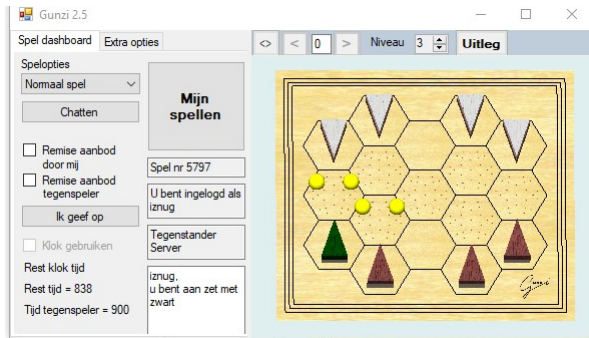 Gunzi 2.5
Spel dashboard
Extra opties
<>
<
0
>
Niveau
3
Uitleg
Spelopties
Normaal spel
Chatten
Mijn
spellen
Remise aanbod
door mij
Remise aanbod
tegenspeler
Ik geef op
Klok gebruiken
Rest klok tijd
Rest tijd = 838
Tijd tegenspeler = 900
Spel nr 5797
U bent ingelogd als
iznug
Tegenstander
Server
iznug,
u bent aan zet met
zwart
Gunzi